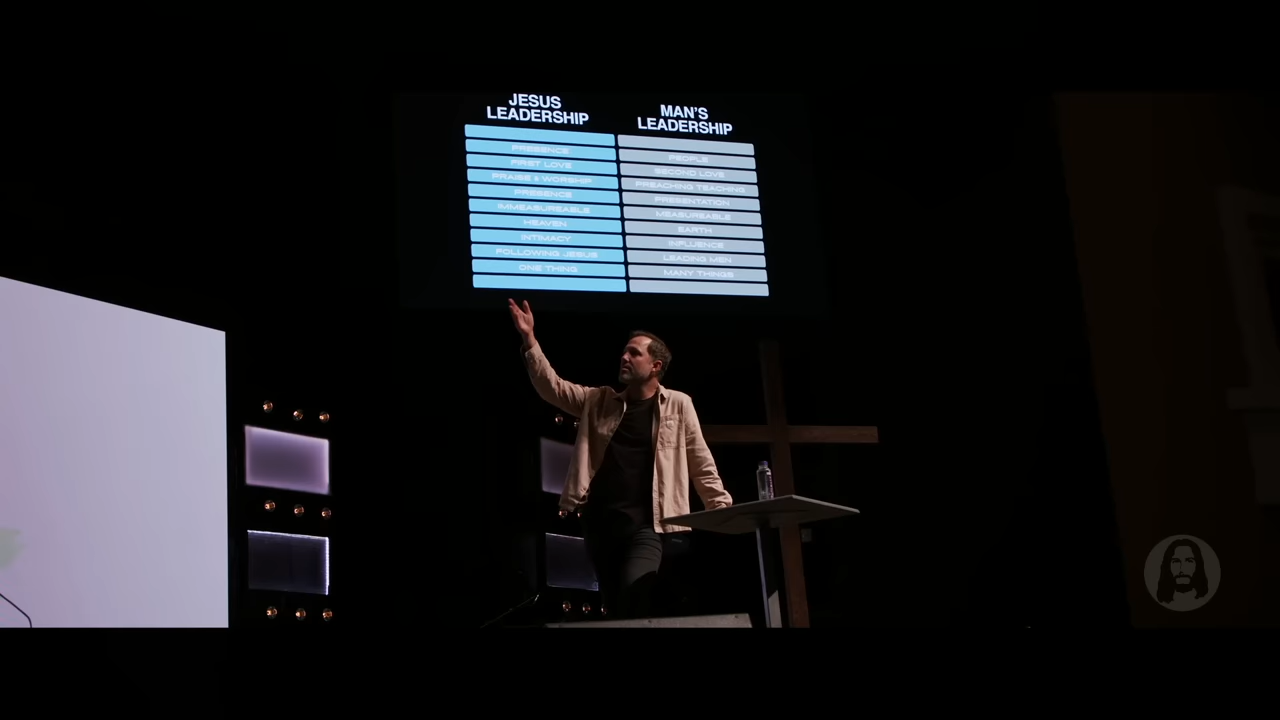 JESUS
LEADERSHIP
MAN'S
LEADERSHIP
PRESENCE
PEOPLE
FIRST LOVE
SECOND LOVE
PRAISE & WORSHIP
PREACHING TEACHING
PRESENCE
PRESENTATION
IMMEASUREABLE
MEASUREABLE
HEAVEN
EARTH
INTIMACY
INFLUENCE
FOLLOWING JESUS
LEADING MEN
ONE THING
MANY THINGS